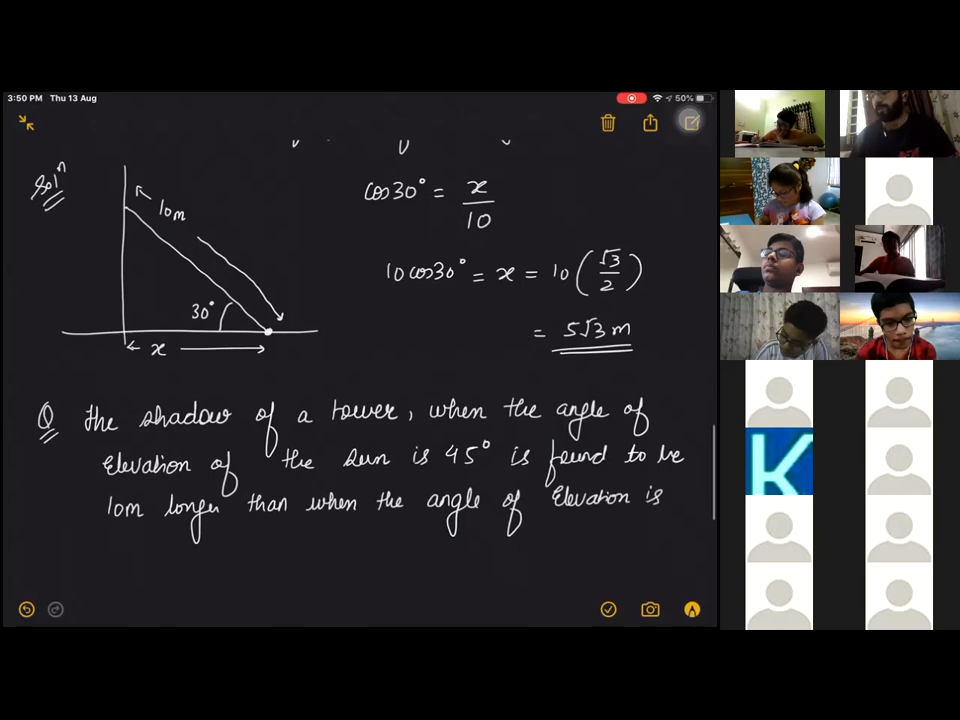 3:50 PM Thu 13 Aug
50%
Solⁿ
10m
30°
x
cos30° = x/10
10cos30° = x = 10(√3/2)
= 5√3 m
Q the shadow of a tower, when the angle of
Elevation of the sun is 45° is found to be
10m longer than when the angle of Elevation is
K